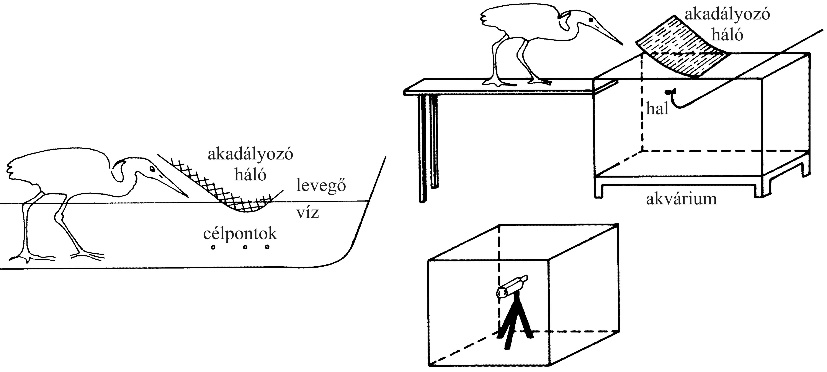 akadályozó
háló
levegő
víz
célpontok
akadályozó
háló
hal
akvárium